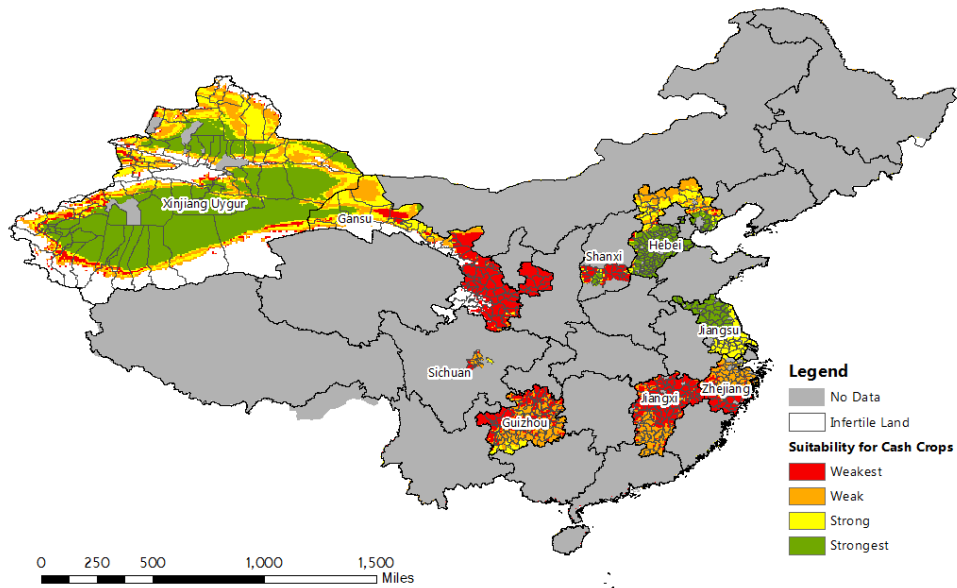 Xinjiang Uygur
Gansu
Shanxi
Hebei
Jiangsu
Sichuan
Zhejiang
Jiangxi
Guizhou
Legend
No Data
Infertile Land
Suitability for Cash Crops
Weakest
Weak
Strong
Strongest
0 250 500 1,000 1,500
Miles